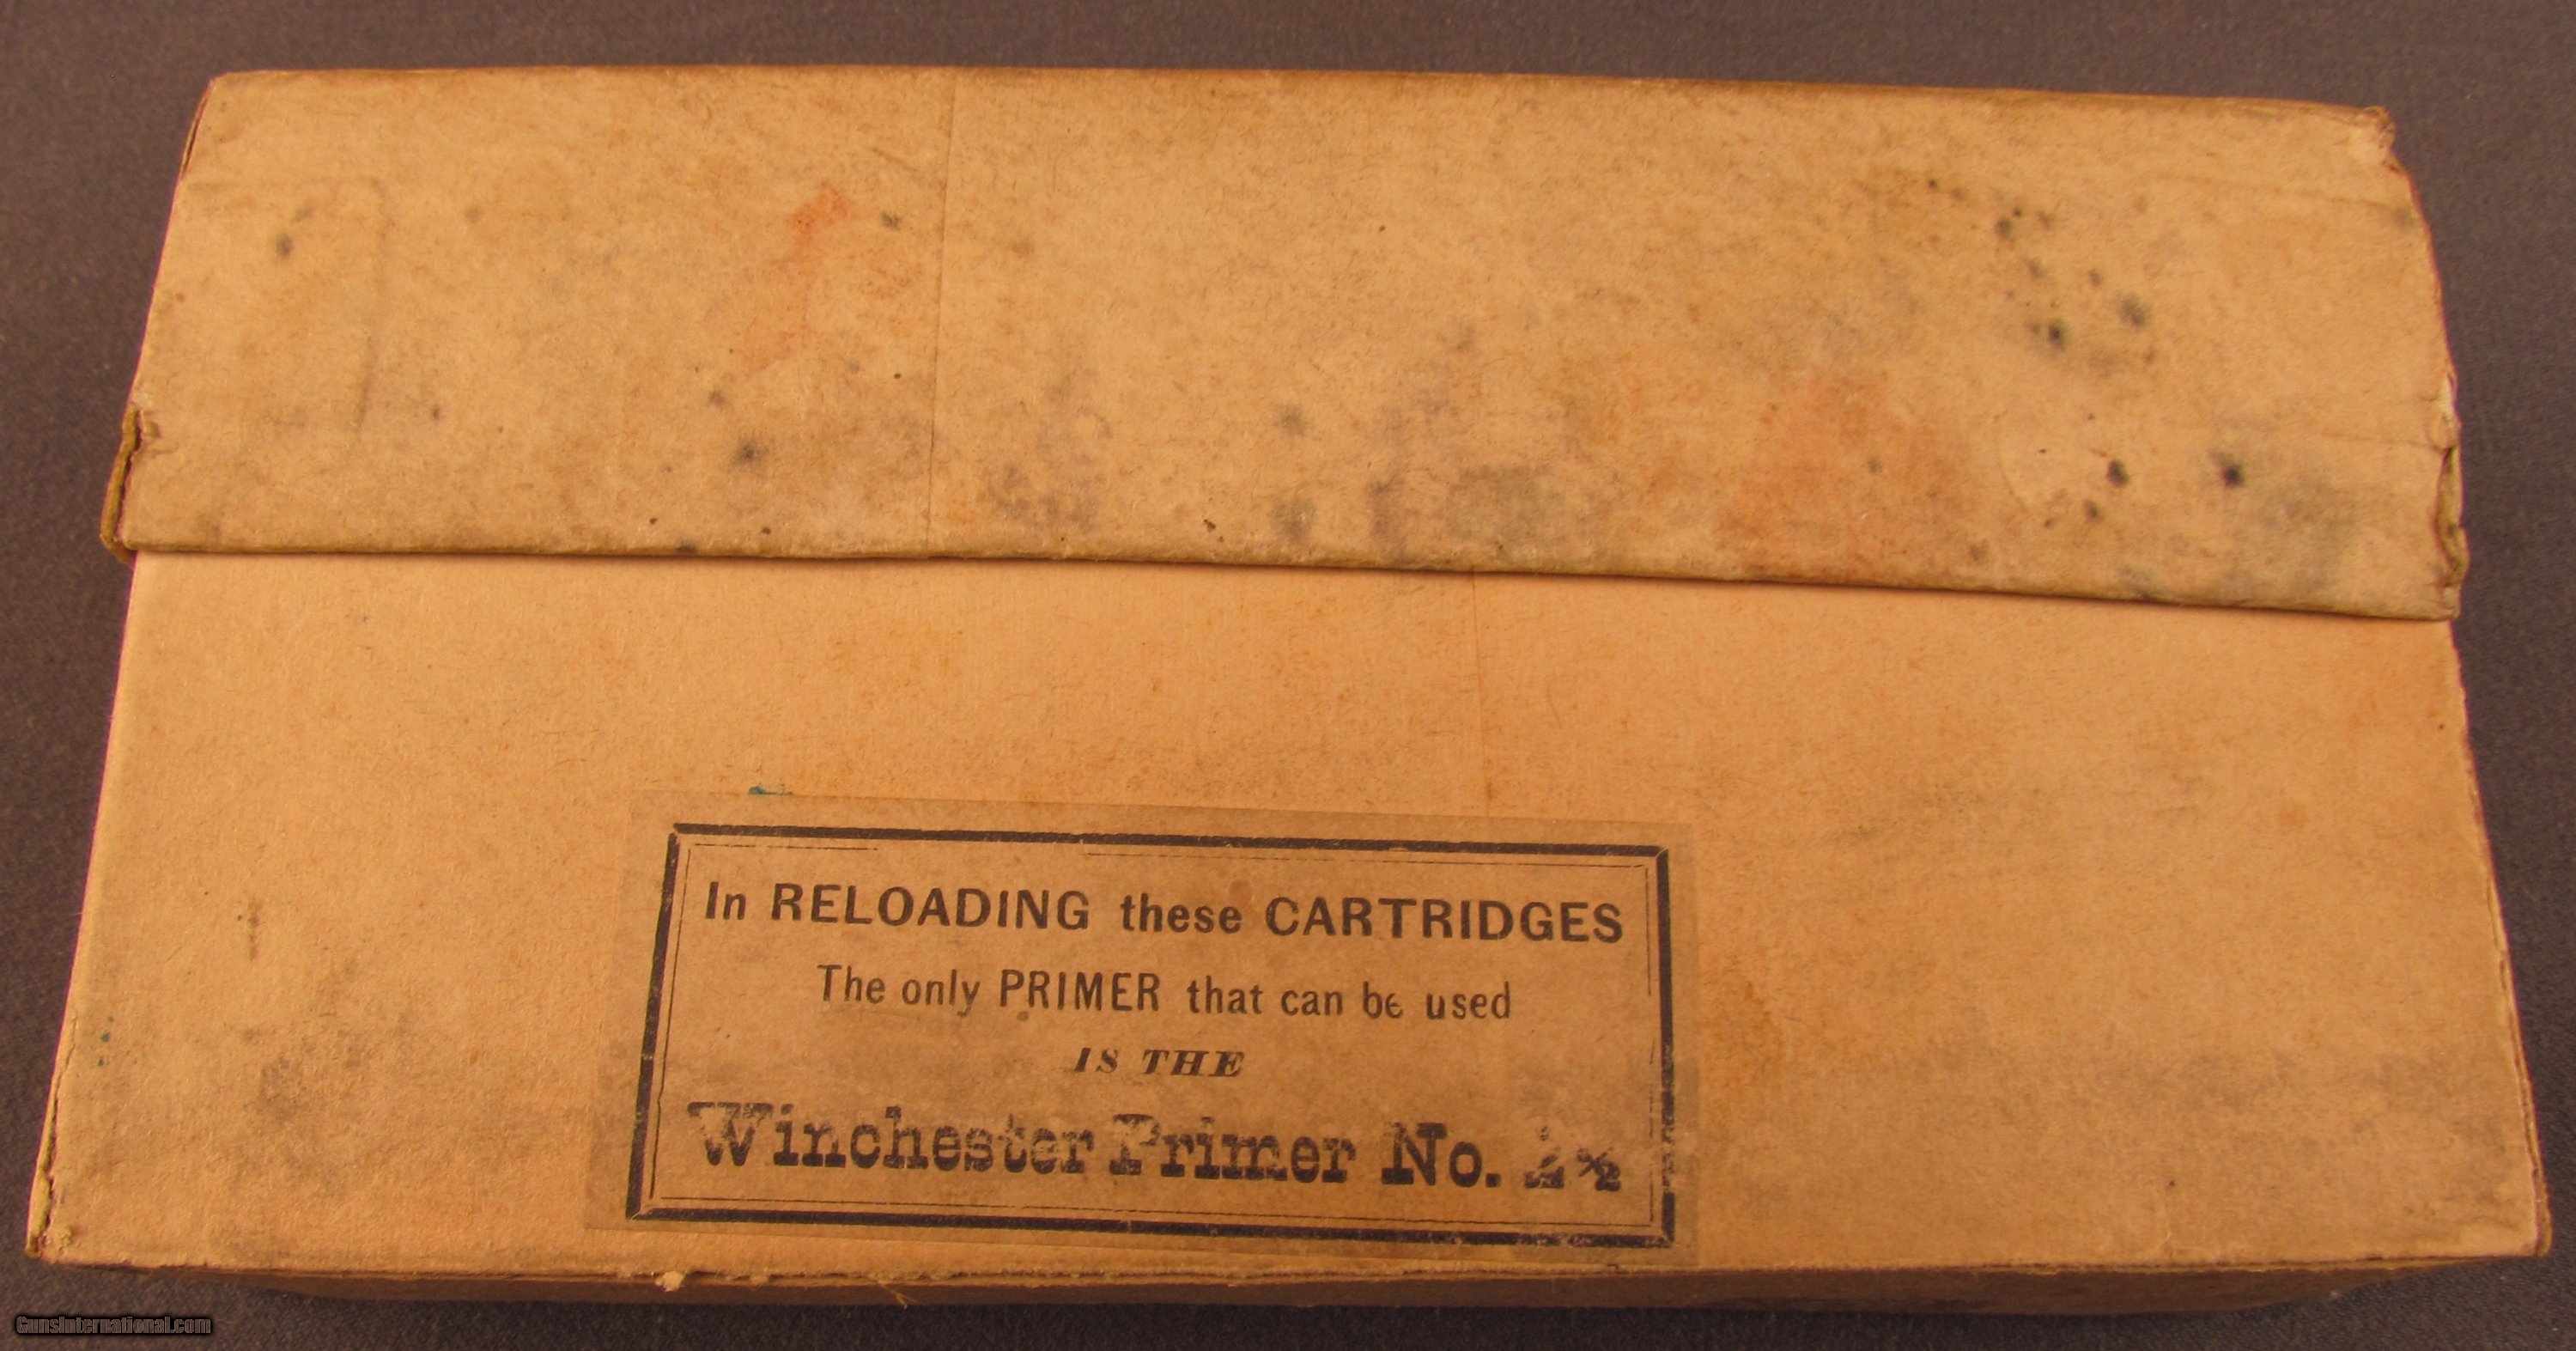 In RELOADING these CARTRIDGES
The only PRIMER that can be used
IS THE
Winchester Primer No. 2½
GunsInternational.com